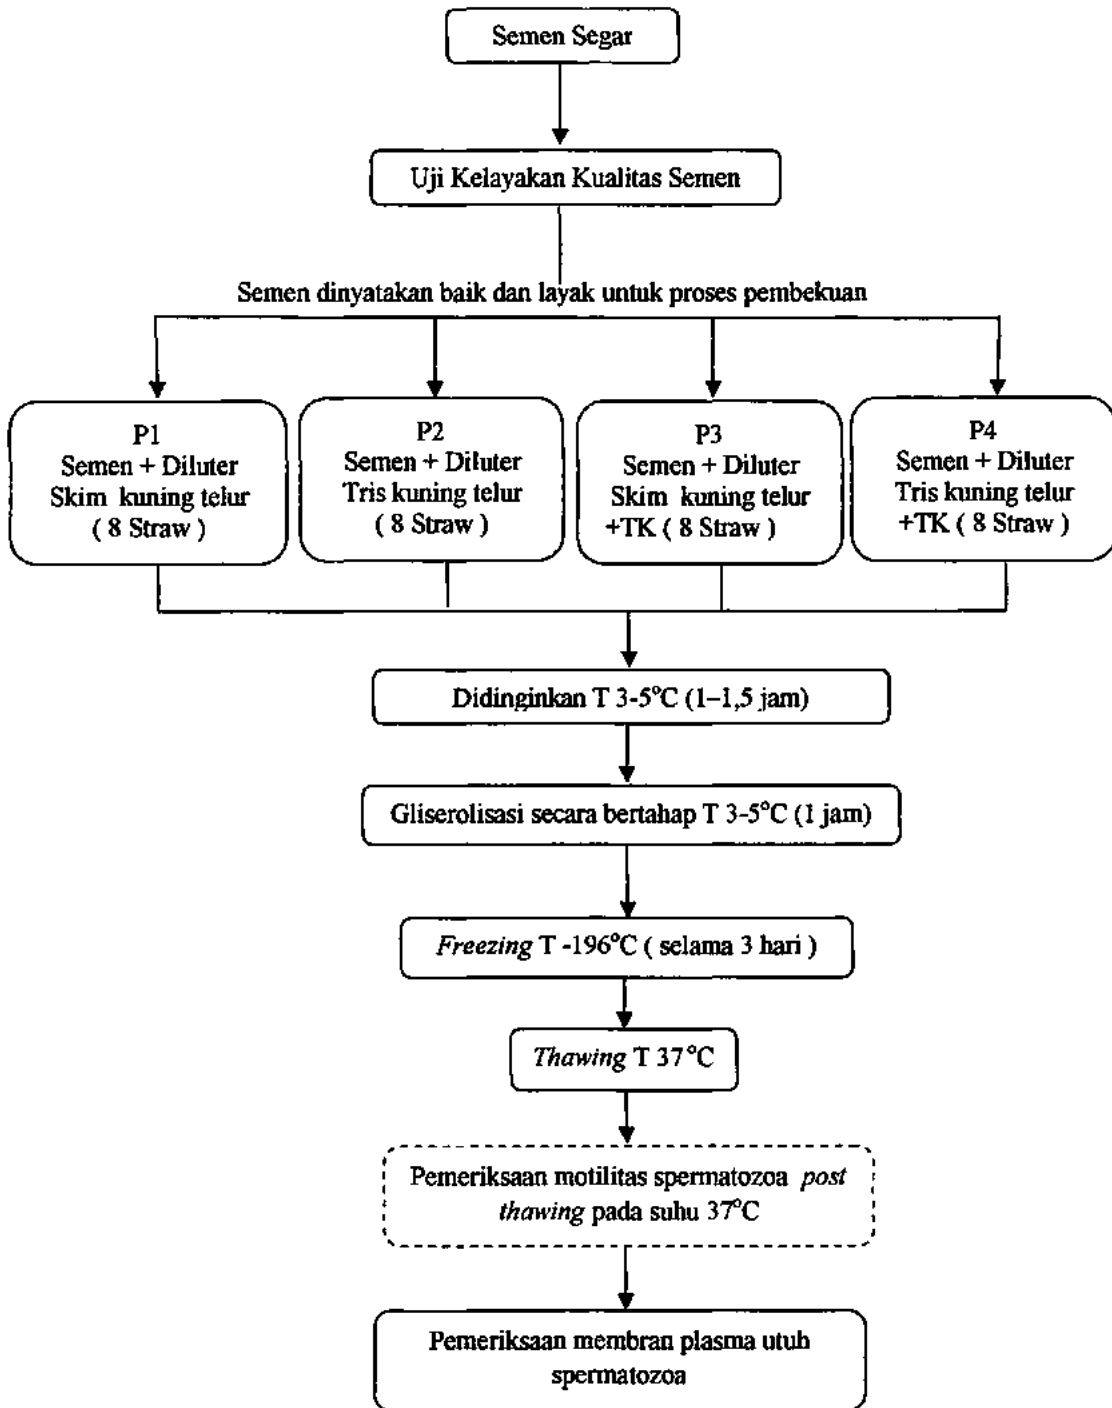 Semen Segar
Uji Kelayakan Kualitas Semen
Semen dinyatakan baik dan layak untuk proses pembekuan
P1
Semen + Diluter
Skim kuning telur
( 8 Straw )
P2
Semen + Diluter
Tris kuning telur
( 8 Straw )
P3
Semen + Diluter
Skim kuning telur
+TK ( 8 Straw )
P4
Semen + Diluter
Tris kuning telur
+TK ( 8 Straw )
Didinginkan T 3-5°C (1–1,5 jam)
Gliserolisasi secara bertahap T 3-5°C (1 jam)
Freezing T -196°C ( selama 3 hari )
Thawing T 37°C
Pemeriksaan motilitas spermatozoa post
thawing pada suhu 37°C
Pemeriksaan membran plasma utuh
spermatozoa